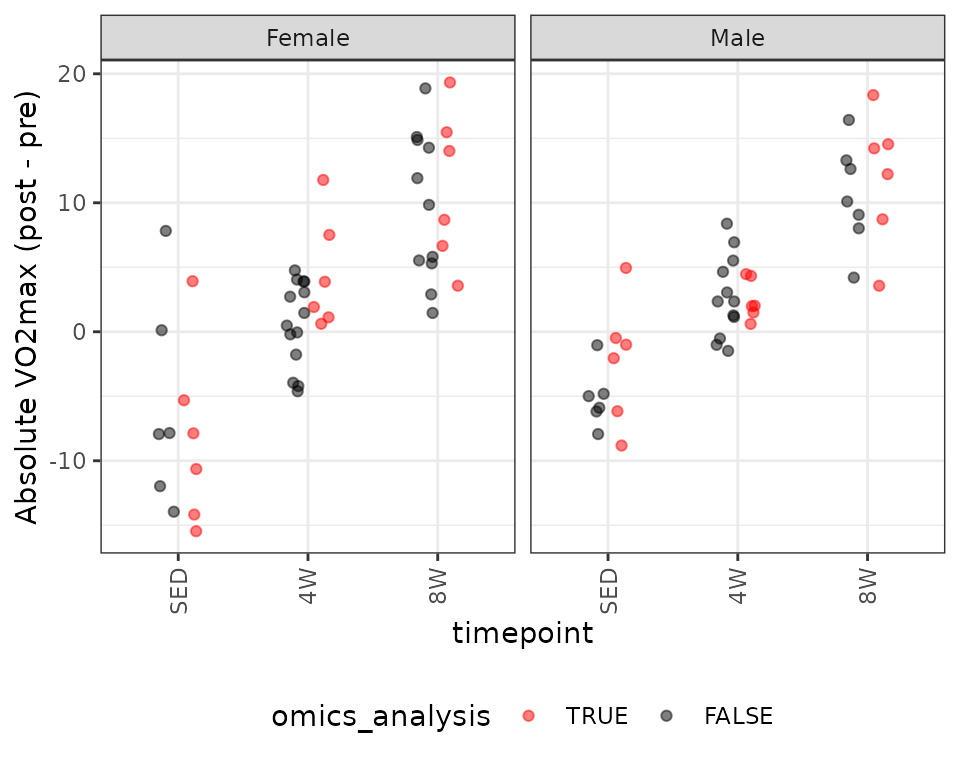 Female
Male
Absolute VO2max (post - pre)
20
10
0
-10
SED
4W
8W
SED
4W
8W
timepoint
omics_analysis TRUE FALSE